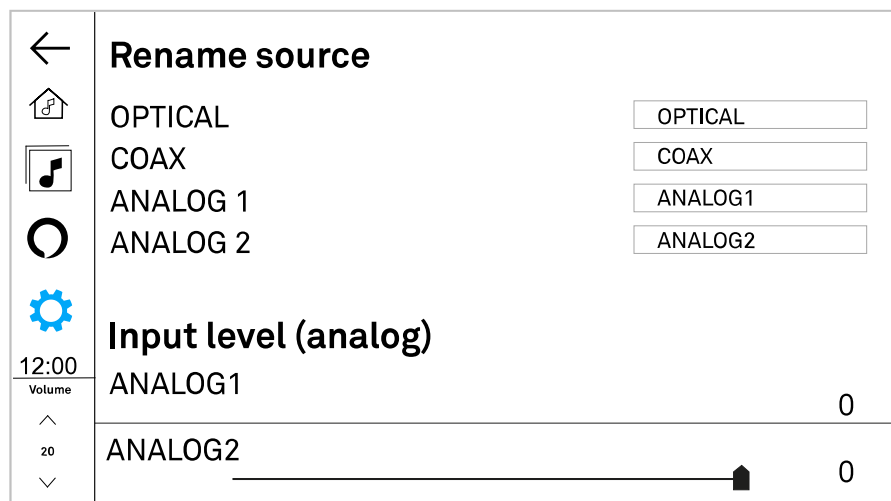 Rename source
OPTICAL OPTICAL
COAX COAX
ANALOG 1 ANALOG1
ANALOG 2 ANALOG2
Input level (analog)
12:00
ANALOG1
Volume
0
20
ANALOG2
0